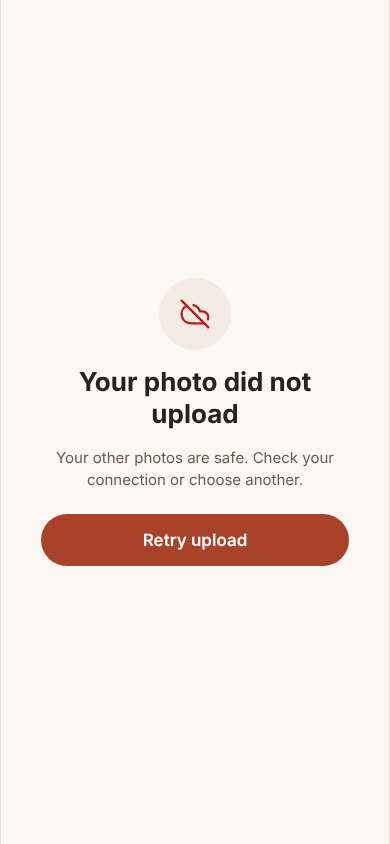 Your photo did not
upload
Your other photos are safe. Check your
connection or choose another.
Retry upload